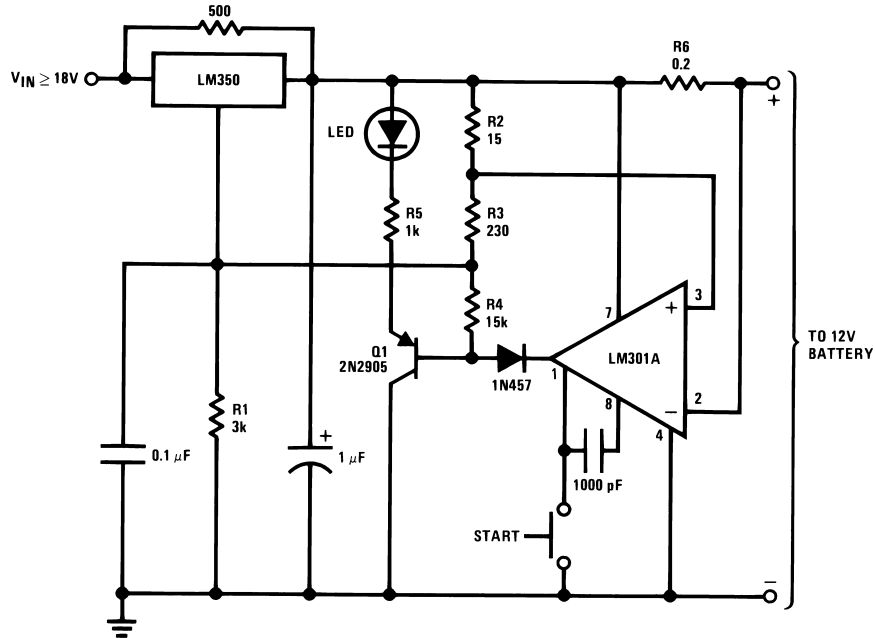 500
VIN ≥ 18V
LM350
R6
0.2
+
LED
R2
15
R5
1k
R3
230
R4
15k
7
+
3
Q1
2N2905
1N457
1
LM301A
TO 12V
BATTERY
8
−
2
4
R1
3k
0.1 μF
+
1 μF
1000 pF
START
−